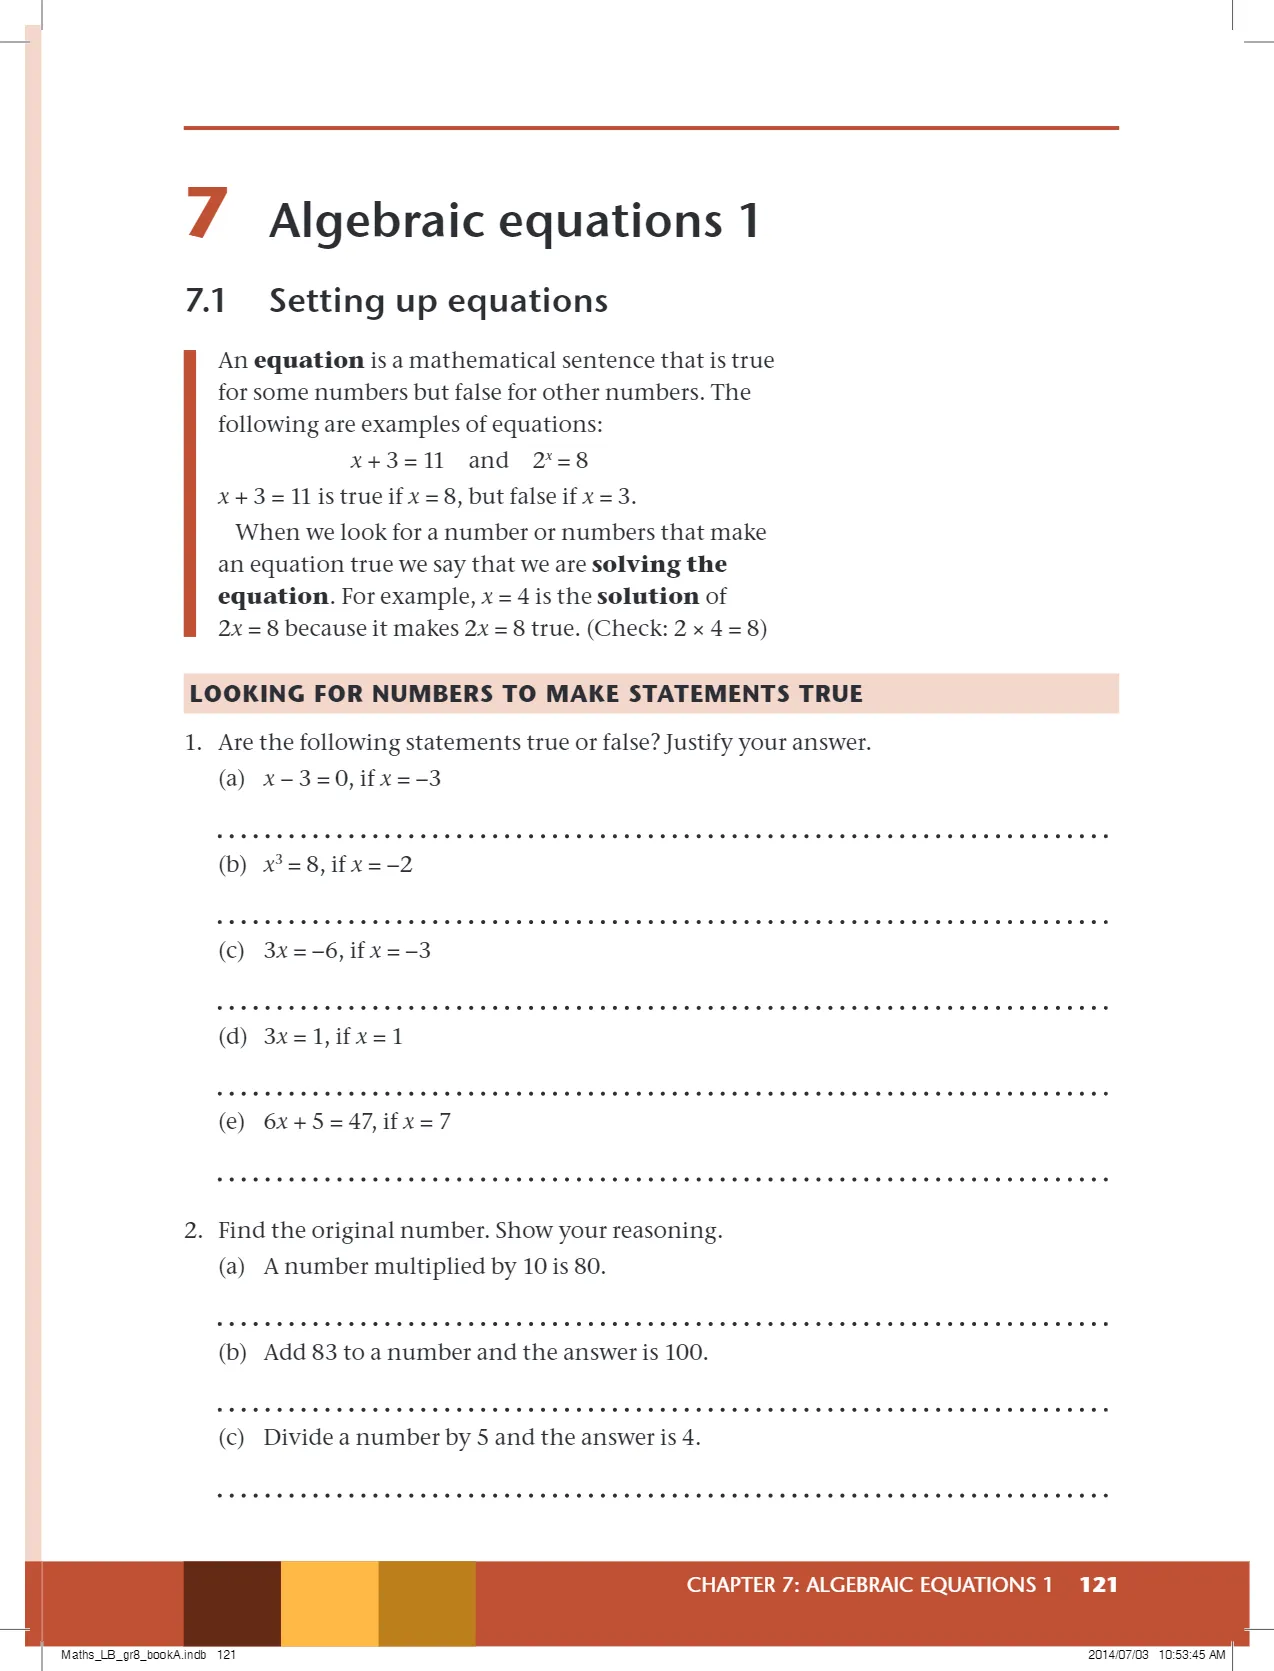 7 Algebraic equations 1
7.1 Setting up equations
An equation is a mathematical sentence that is true
for some numbers but false for other numbers. The
following are examples of equations:
x + 3 = 11 and 2ˣ = 8
x + 3 = 11 is true if x = 8, but false if x = 3.
When we look for a number or numbers that make
an equation true we say that we are solving the
equation. For example, x = 4 is the solution of
2x = 8 because it makes 2x = 8 true. (Check: 2 × 4 = 8)
LOOKING FOR NUMBERS TO MAKE STATEMENTS TRUE
1. Are the following statements true or false? Justify your answer.
(a) x – 3 = 0, if x = –3
(b) x³ = 8, if x = –2
(c) 3x = –6, if x = –3
(d) 3x = 1, if x = 1
(e) 6x + 5 = 47, if x = 7
2. Find the original number. Show your reasoning.
(a) A number multiplied by 10 is 80.
(b) Add 83 to a number and the answer is 100.
(c) Divide a number by 5 and the answer is 4.
CHAPTER 7: ALGEBRAIC EQUATIONS 1 121
Maths_LB_gr8_bookA.indb 121 2014/07/03 10:53:45 AM